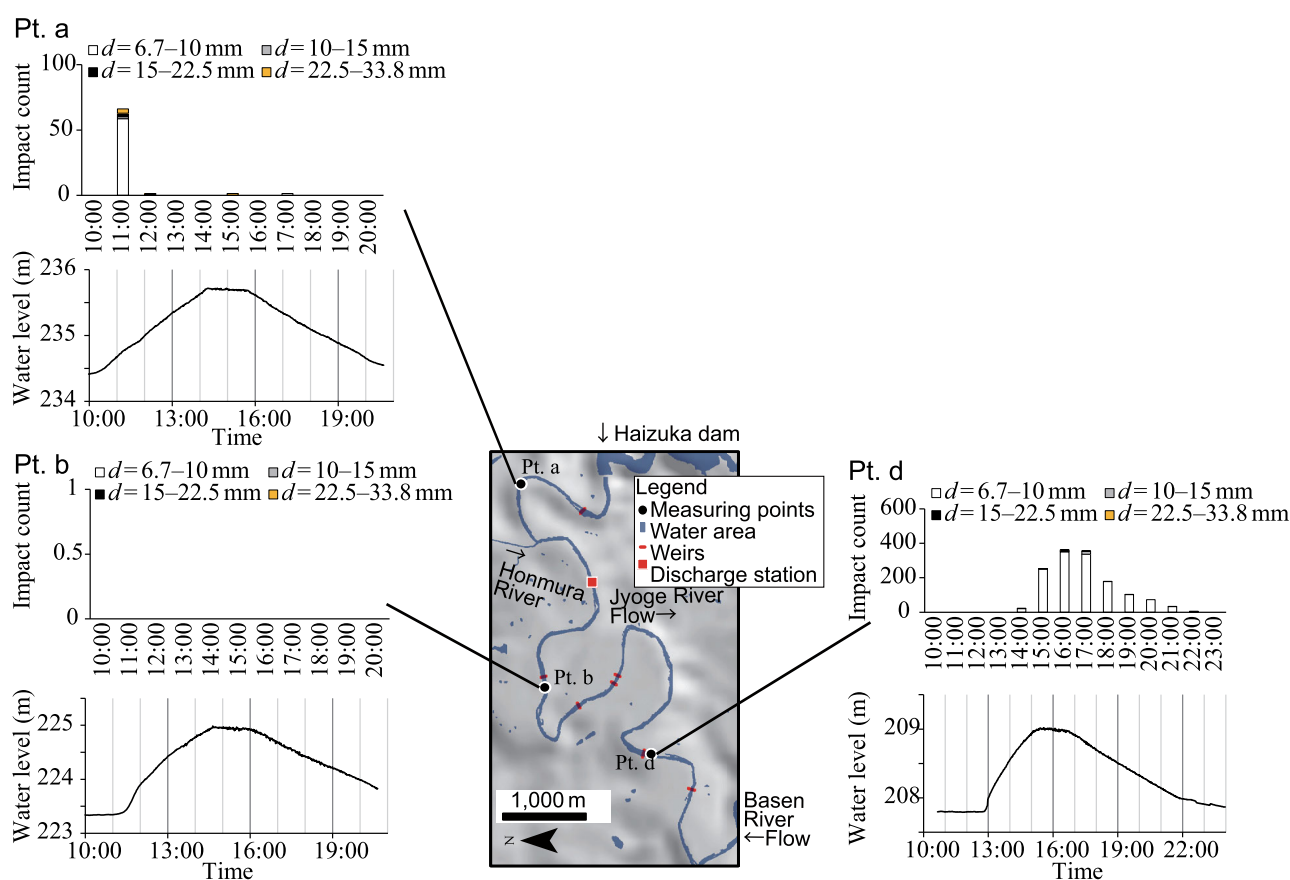 Pt. a
d = 6.7–10 mm d = 10–15 mm
d = 15–22.5 mm d = 22.5–33.8 mm
Impact count
100
50
0
10:00 11:00 12:00 13:00 14:00 15:00 16:00 17:00 18:00 19:00 20:00
Water level (m)
236
235
234
10:00 13:00 16:00 19:00
Time
Pt. b
d = 6.7–10 mm d = 10–15 mm
d = 15–22.5 mm d = 22.5–33.8 mm
Impact count
1
0.5
0
10:00 11:00 12:00 13:00 14:00 15:00 16:00 17:00 18:00 19:00 20:00
Water level (m)
225
224
223
10:00 13:00 16:00 19:00
Time
↓ Haizuka dam
Pt. a
Legend
Measuring points
Water area
Weirs
Discharge station
→
Honmura
River
Jyoge River
Flow→
Pt. b
Pt. d
1,000 m
N
Basen
River
←Flow
Pt. d
d = 6.7–10 mm d = 10–15 mm
d = 15–22.5 mm d = 22.5–33.8 mm
Impact count
600
400
200
0
10:00 11:00 12:00 13:00 14:00 15:00 16:00 17:00 18:00 19:00 20:00 21:00 22:00 23:00
Water level (m)
209
208
10:00 13:00 16:00 19:00 22:00
Time